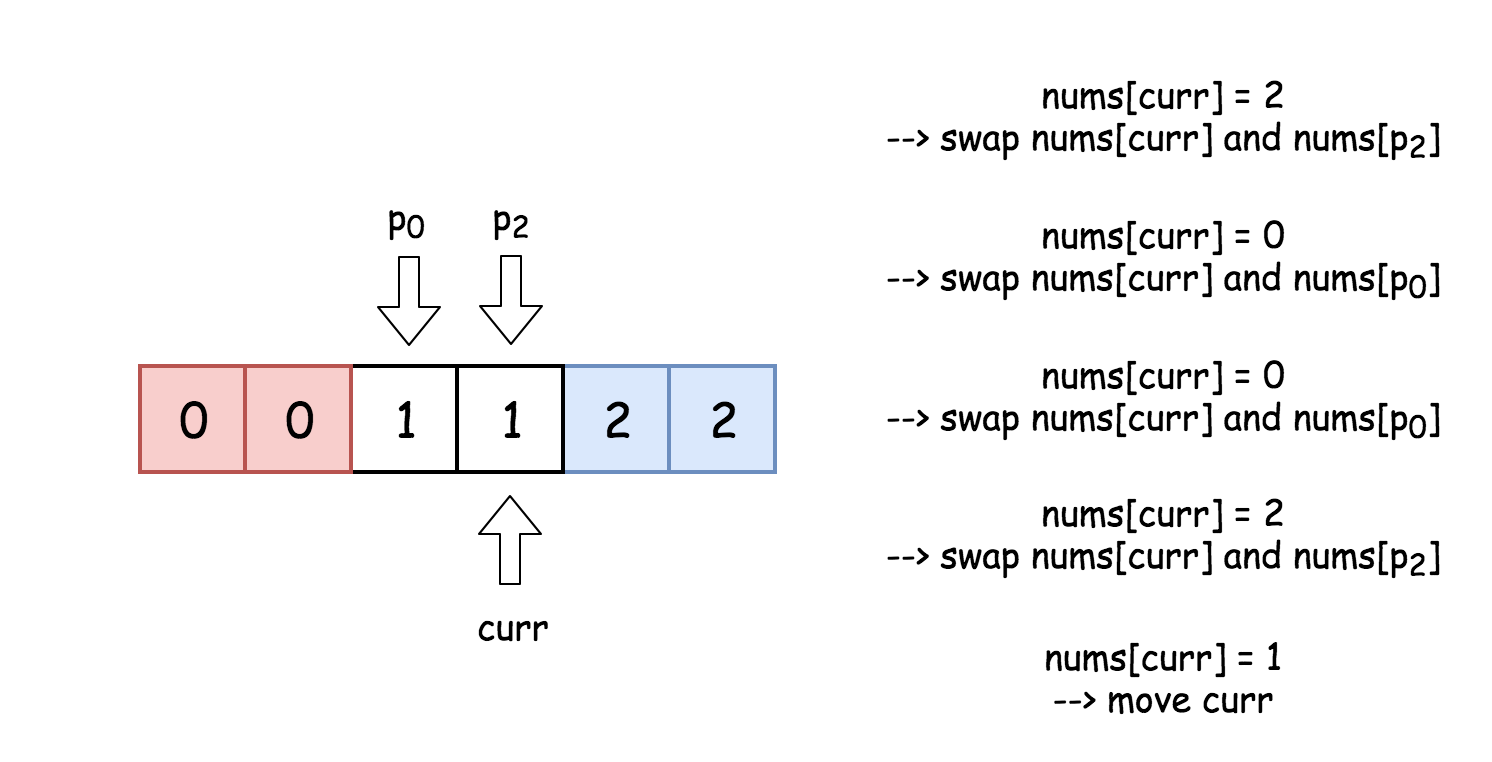 p0 p2
0 0 1 1 2 2
curr
nums[curr] = 2
--> swap nums[curr] and nums[p2]
nums[curr] = 0
--> swap nums[curr] and nums[p0]
nums[curr] = 0
--> swap nums[curr] and nums[p0]
nums[curr] = 2
--> swap nums[curr] and nums[p2]
nums[curr] = 1
--> move curr